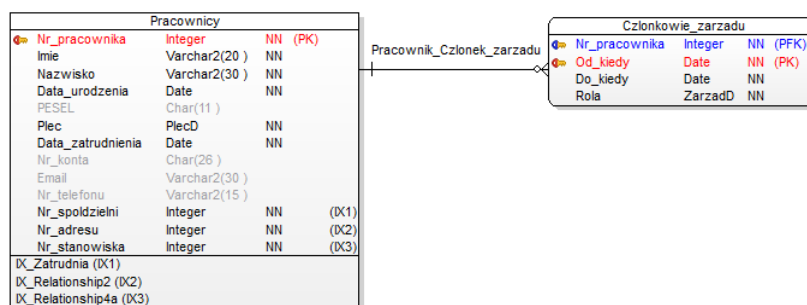 Pracownicy
Nr_pracownika Integer NN (PK)
Imie Varchar2(20 ) NN
Nazwisko Varchar2(30 ) NN
Data_urodzenia Date NN
PESEL Char(11 )
Plec PlecD NN
Data_zatrudnienia Date NN
Nr_konta Char(26 )
Email Varchar2(30 )
Nr_telefonu Varchar2(15 )
Nr_spoldzielni Integer NN (IX1)
Nr_adresu Integer NN (IX2)
Nr_stanowiska Integer NN (IX3)
IX_Zatrudnia (IX1)
IX_Relationship2 (IX2)
IX_Relationship4a (IX3)
Pracownik_Członek_zarzadu
Czlonkowie_zarzadu
Nr_pracownika Integer NN (PFK)
Od_kiedy Date NN (PK)
Do_kiedy Date NN
Rola ZarzadD NN